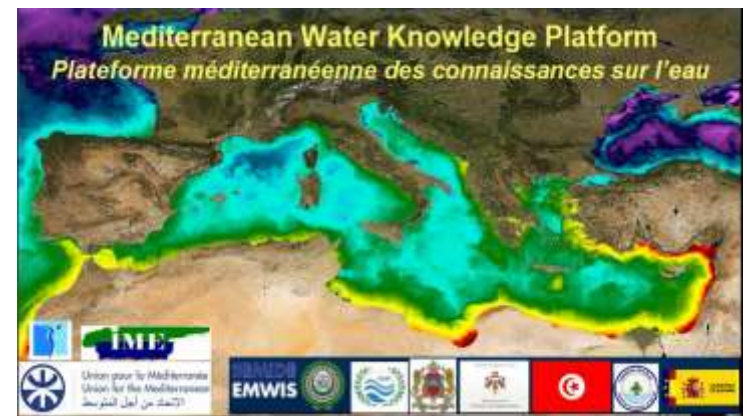 Mediterranean Water Knowledge Platform
Plateforme méditerranéenne des connaissances sur l'eau
IME
Union pour la Méditerranée
Union for the Mediterranean
الاتحاد من أجل المتوسط
EMWIS